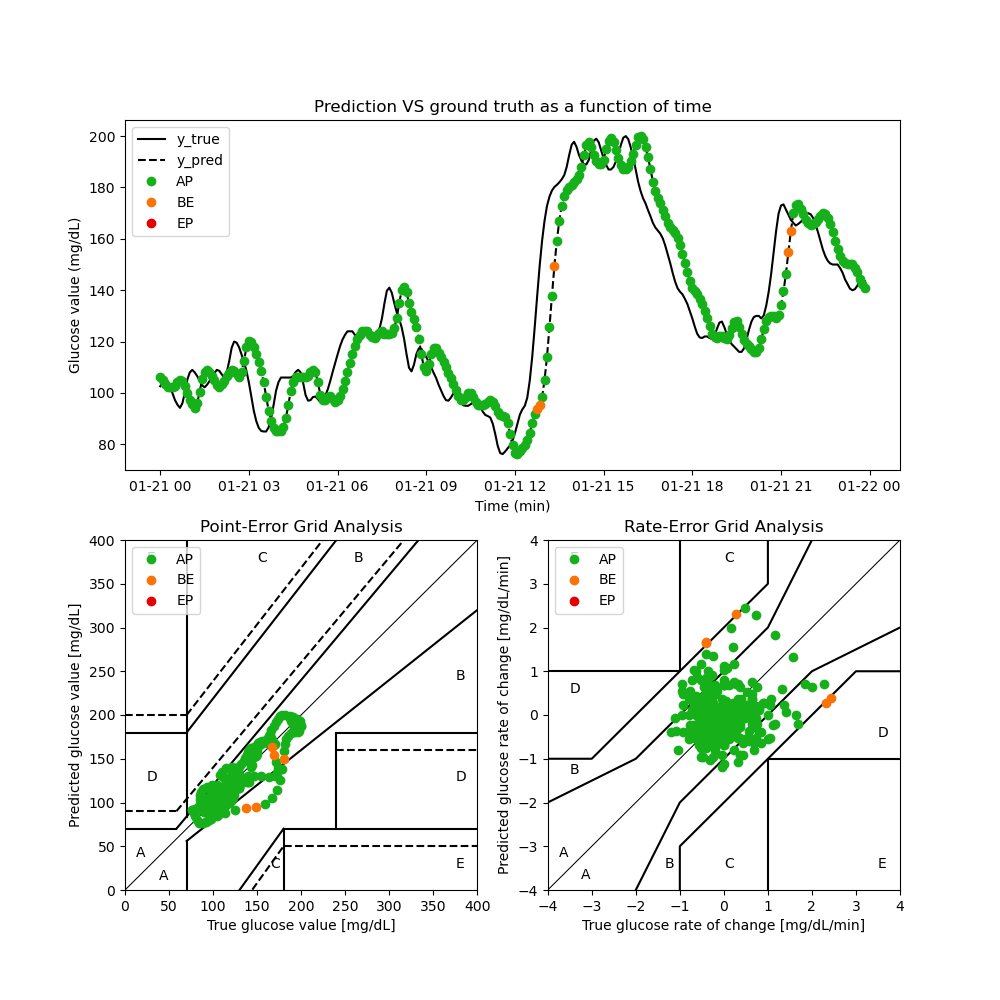 Prediction VS ground truth as a function of time
Glucose value (mg/dL)
200
180
160
140
120
100
80
y_true
y_pred
AP
BE
EP
01-21 00 01-21 03 01-21 06 01-21 09 01-21 12 01-21 15 01-21 18 01-21 21 01-22 00
Time (min)
Point-Error Grid Analysis
Predicted glucose value [mg/dL]
400
350
300
250
200
150
100
50
0
AP
BE
EP
C
B
B
D
D
A
A
C
E
0 50 100 150 200 250 300 350 400
True glucose value [mg/dL]
Rate-Error Grid Analysis
Predicted glucose rate of change [mg/dL/min]
4
3
2
1
0
−1
−2
−3
−4
AP
BE
EP
C
D
D
B
A
A
B
C
E
−4 −3 −2 −1 0 1 2 3 4
True glucose rate of change [mg/dL/min]